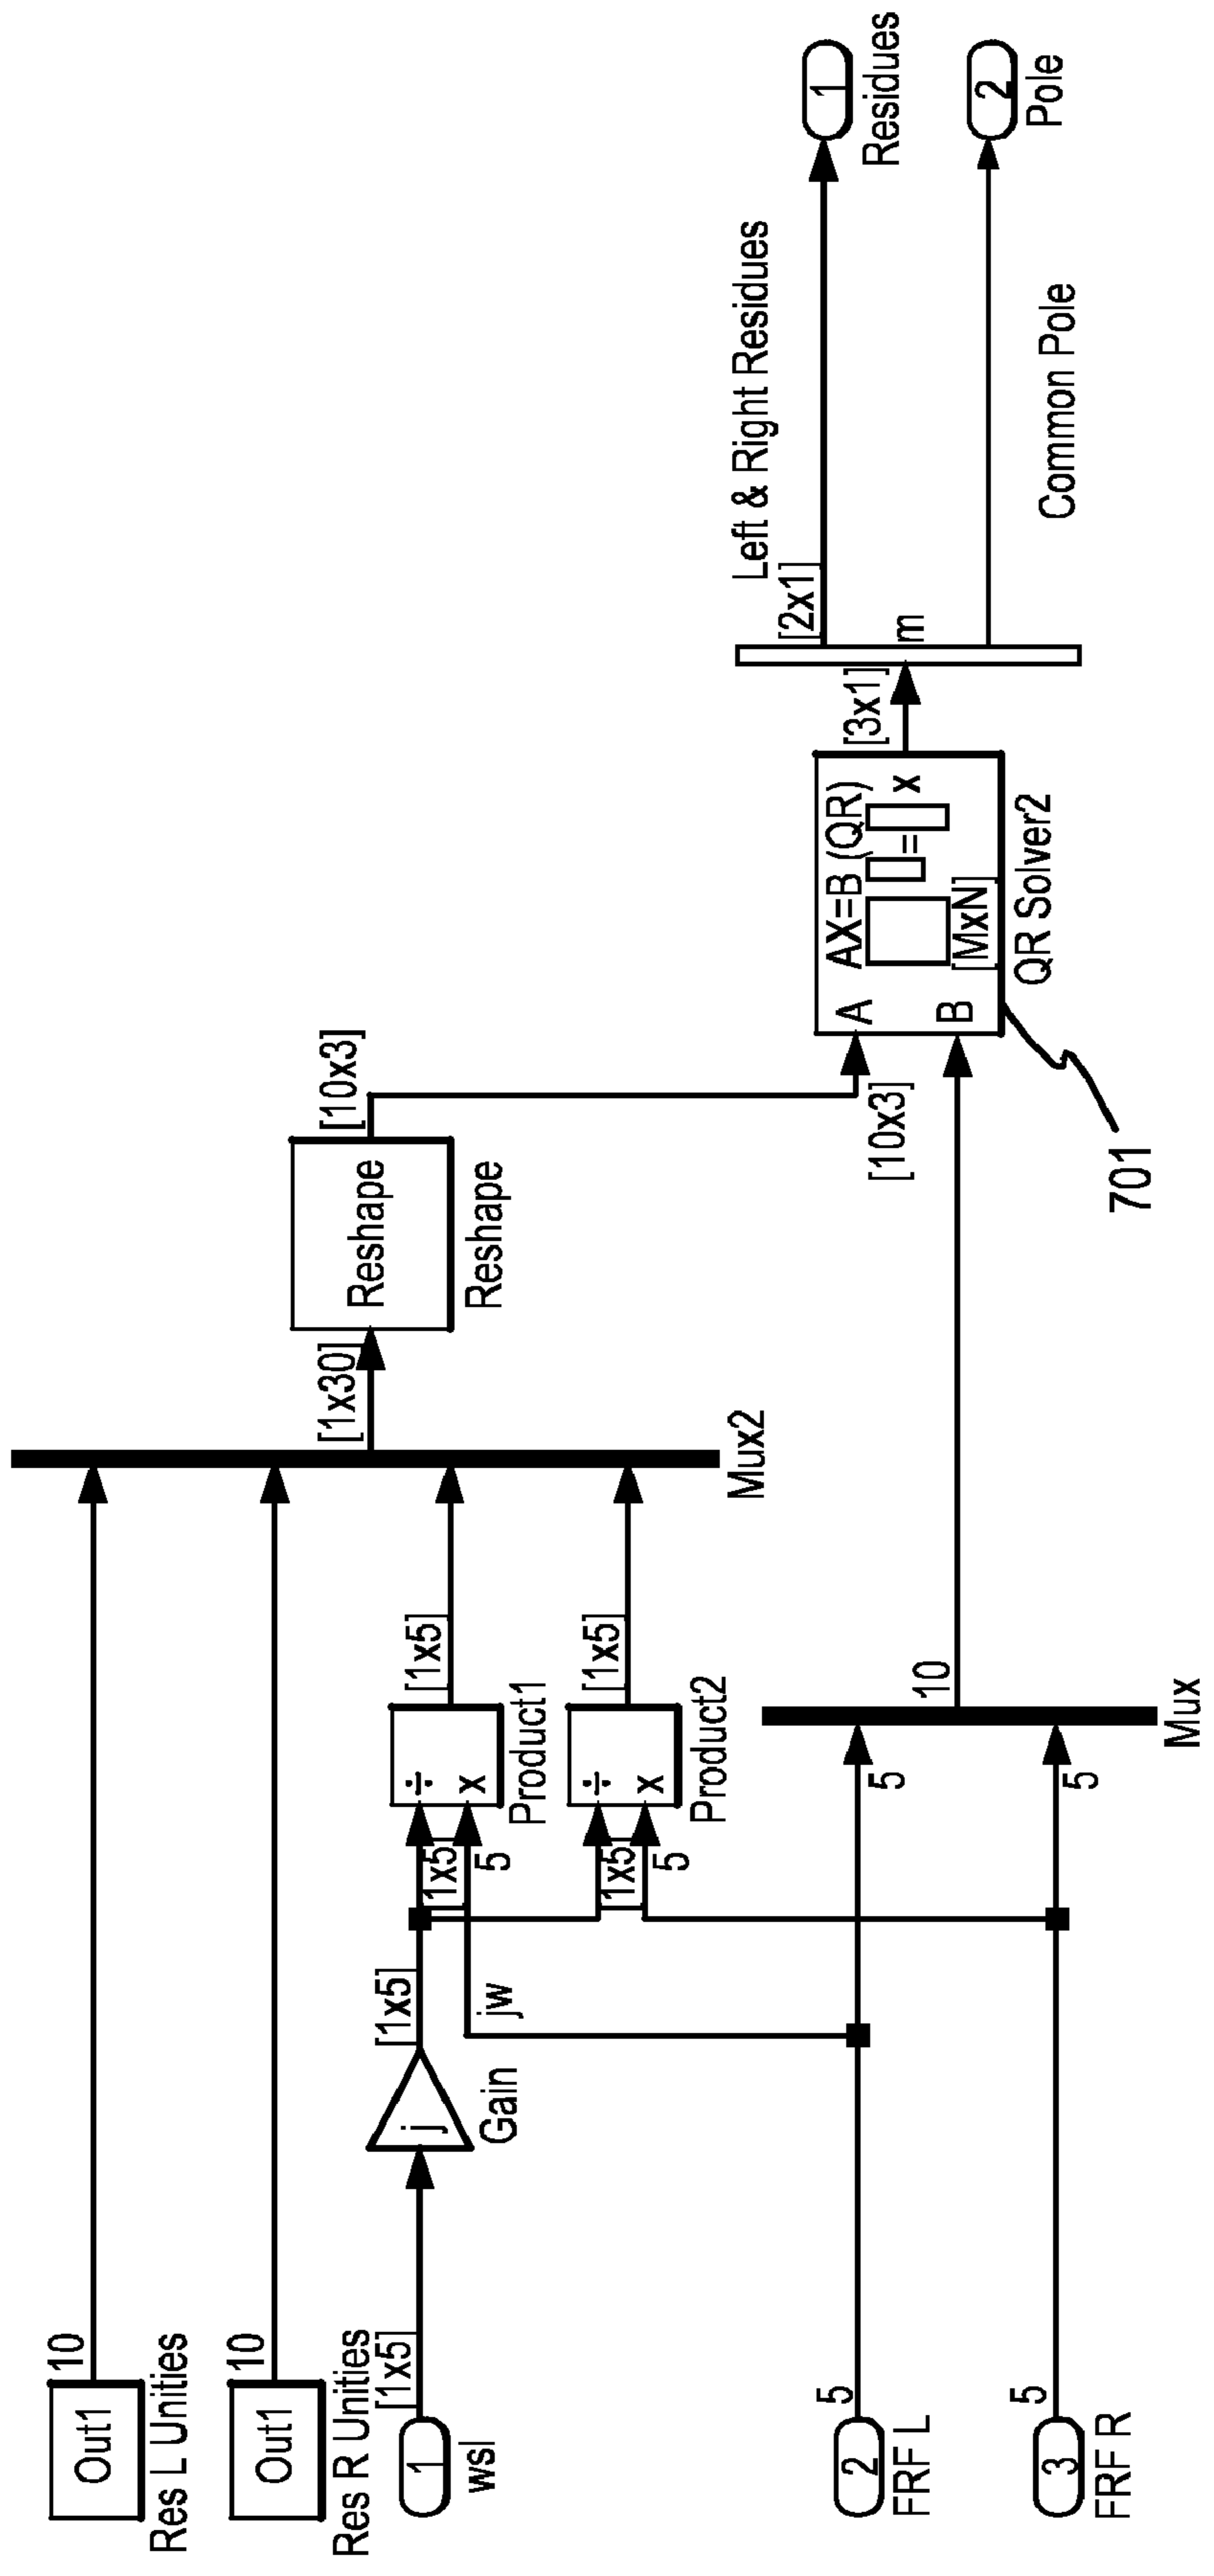 10
Out1
Res L Unities
10
Out1
Res R Unities
[1x5]
1
wsl
j
Gain
[1x5]
jw
[1x5]
5
÷
x
Product1
[1x5]
[1x5]
5
÷
x
Product2
[1x5]
Mux2
[1x30]
Reshape
Reshape
[10x3]
[10x3]
5
2
FRF L
5
5
3
FRF R
5
10
Mux
A
B
AX=B (QR)
=
x
[MxN]
QR Solver2
701
[3x1]
m
[2x1]
Left & Right Residues
1
Residues
Common Pole
2
Pole